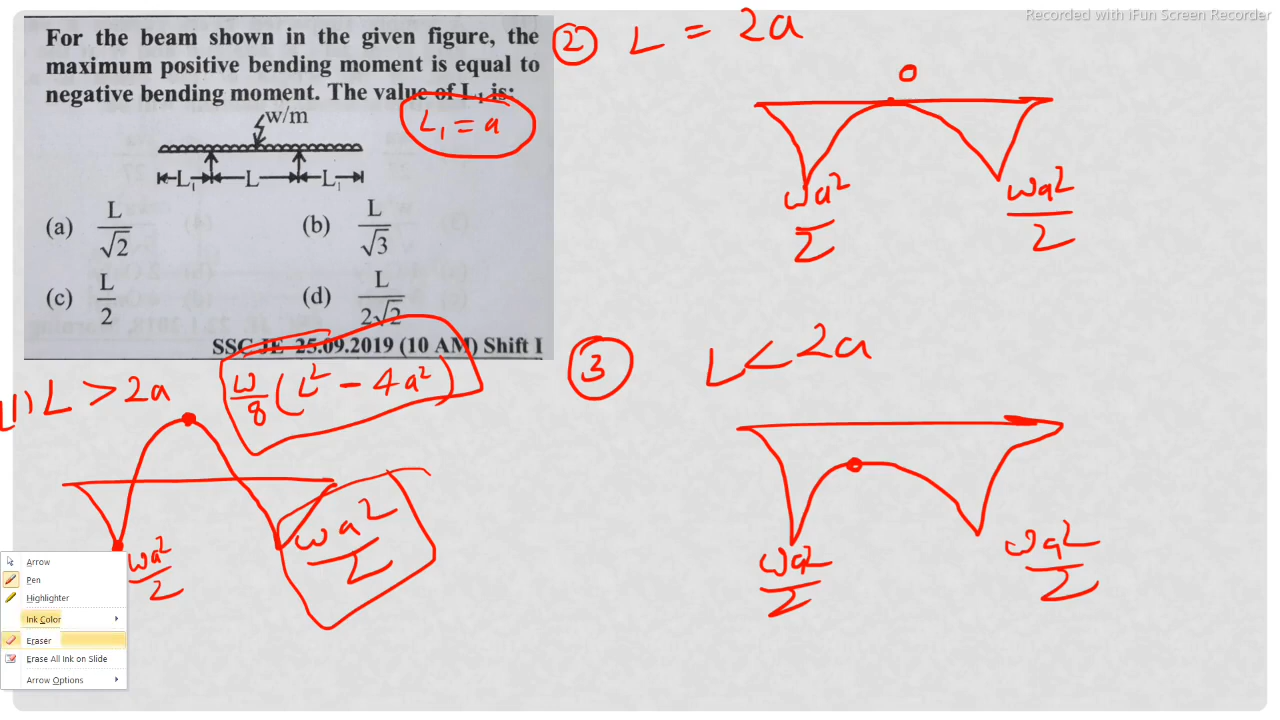 Recorded with iFun Screen Recorder
For the beam shown in the given figure, the
maximum positive bending moment is equal to
negative bending moment. The value of L₁ is:
L₁ = a
w/m
L₁ L L₁
(a) L/√2 (b) L/√3
(c) L/2 (d) L/2√2
SSC JE 25.09.2019 (10 AM) Shift I
(1) L > 2a
w/8 (L² - 4a²)
wa²/2
wa²/2
② L = 2a
0
wa²/2 wa²/2
③ L < 2a
wa²/2 wa²/2
Arrow
Pen
Highlighter
Ink Color
Eraser
Erase All Ink on Slide
Arrow Options